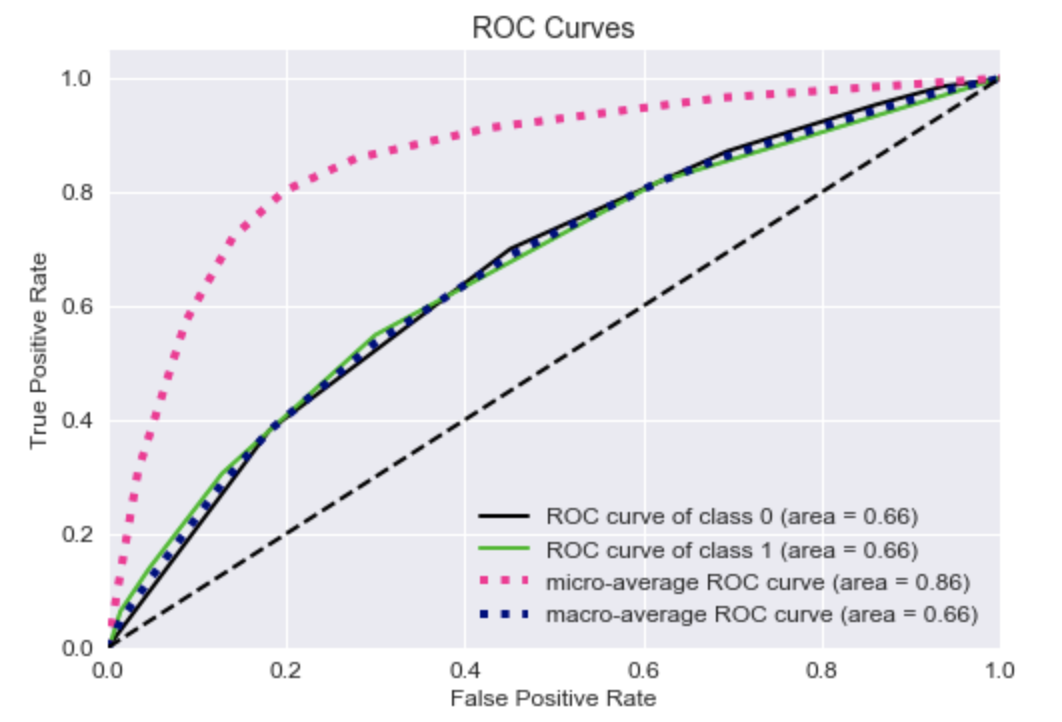 ROC Curves
True Positive Rate
1.0
0.8
0.6
0.4
0.2
0.0
ROC curve of class 0 (area = 0.66)
ROC curve of class 1 (area = 0.66)
micro-average ROC curve (area = 0.86)
macro-average ROC curve (area = 0.66)
0.0 0.2 0.4 0.6 0.8 1.0
False Positive Rate